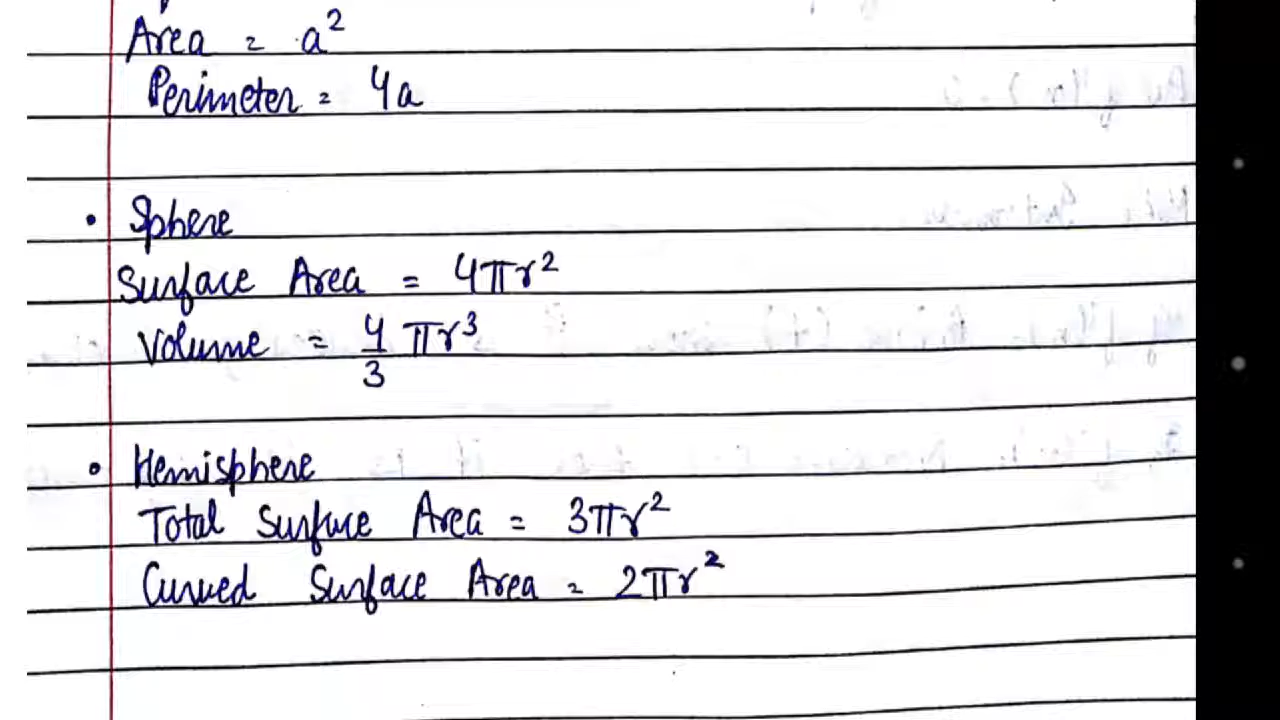 Area = a²
Perimeter = 4a
• Sphere
Surface Area = 4πr²
Volume = 4/3 πr³
• Hemisphere
Total Surface Area = 3πr²
Curved Surface Area = 2πr²